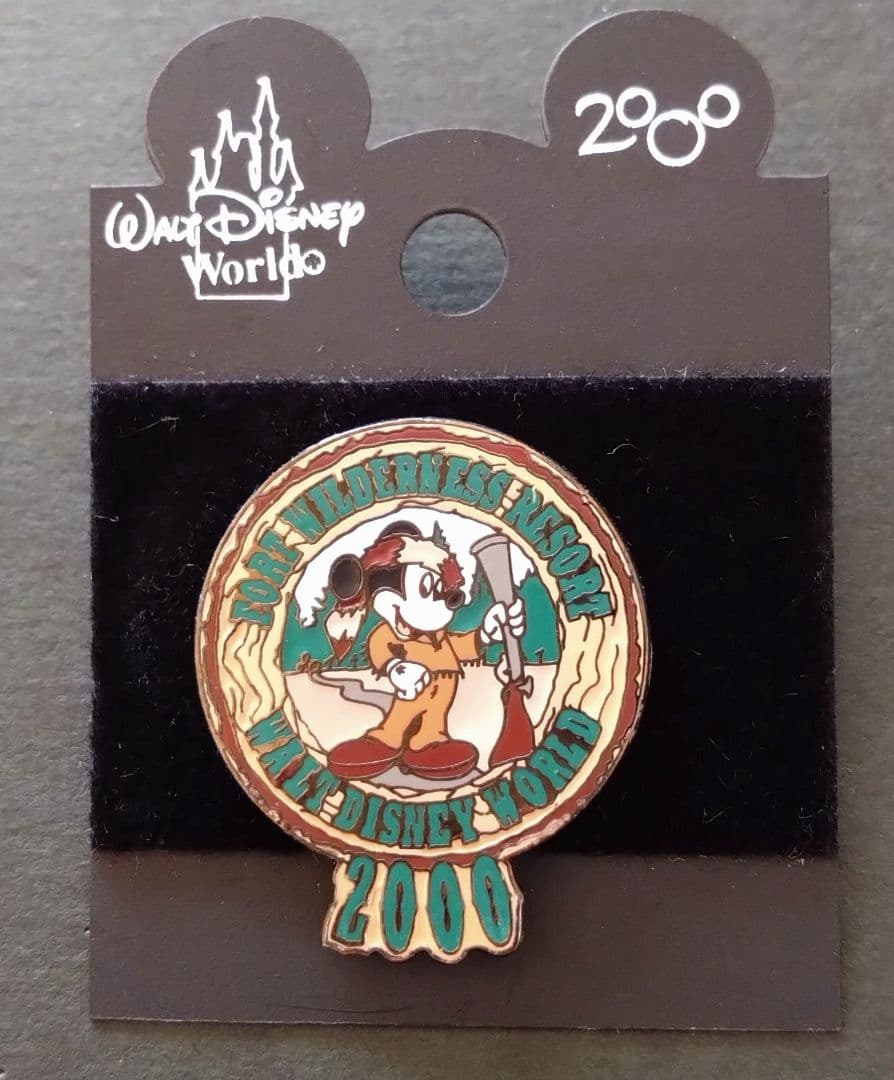 WALT DISNEY
World
2000
FORT WILDERNESS RESORT
WALT DISNEY WORLD
2000